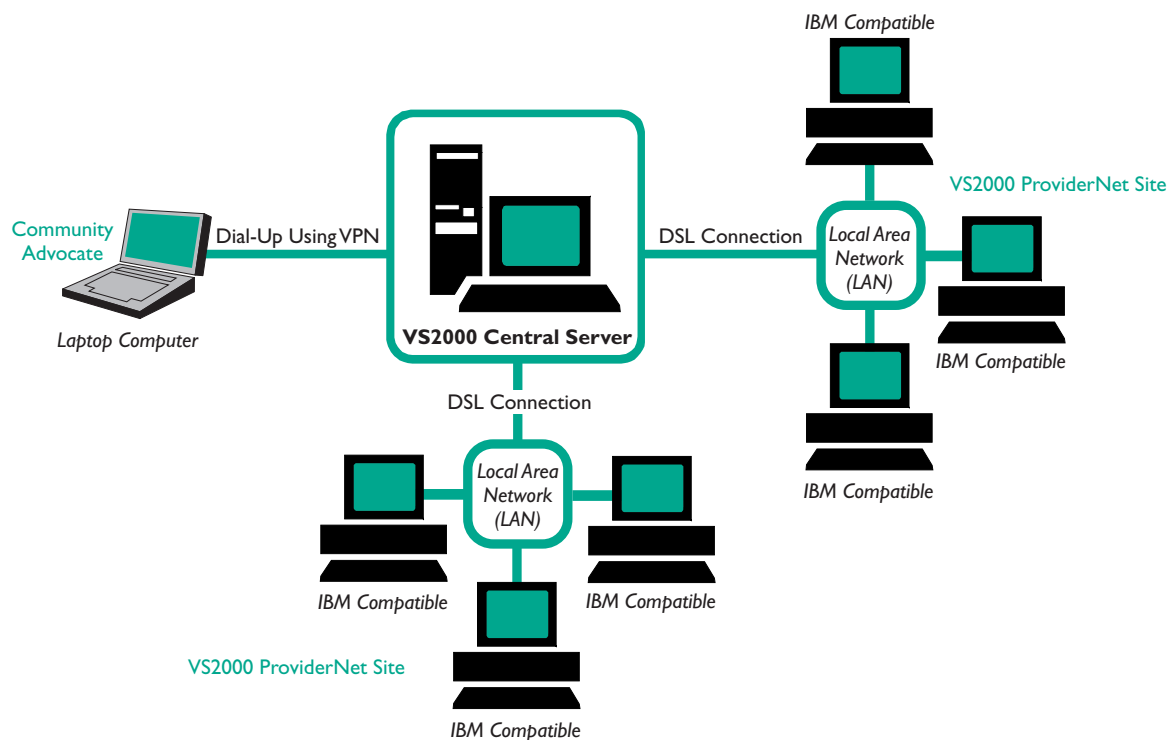 IBM Compatible
VS2000 ProviderNet Site
Community
Advocate
Dial-Up Using VPN
DSL Connection
Local Area
Network
(LAN)
Laptop Computer
VS2000 Central Server
IBM Compatible
DSL Connection
IBM Compatible
Local Area
Network
(LAN)
IBM Compatible
IBM Compatible
VS2000 ProviderNet Site
IBM Compatible